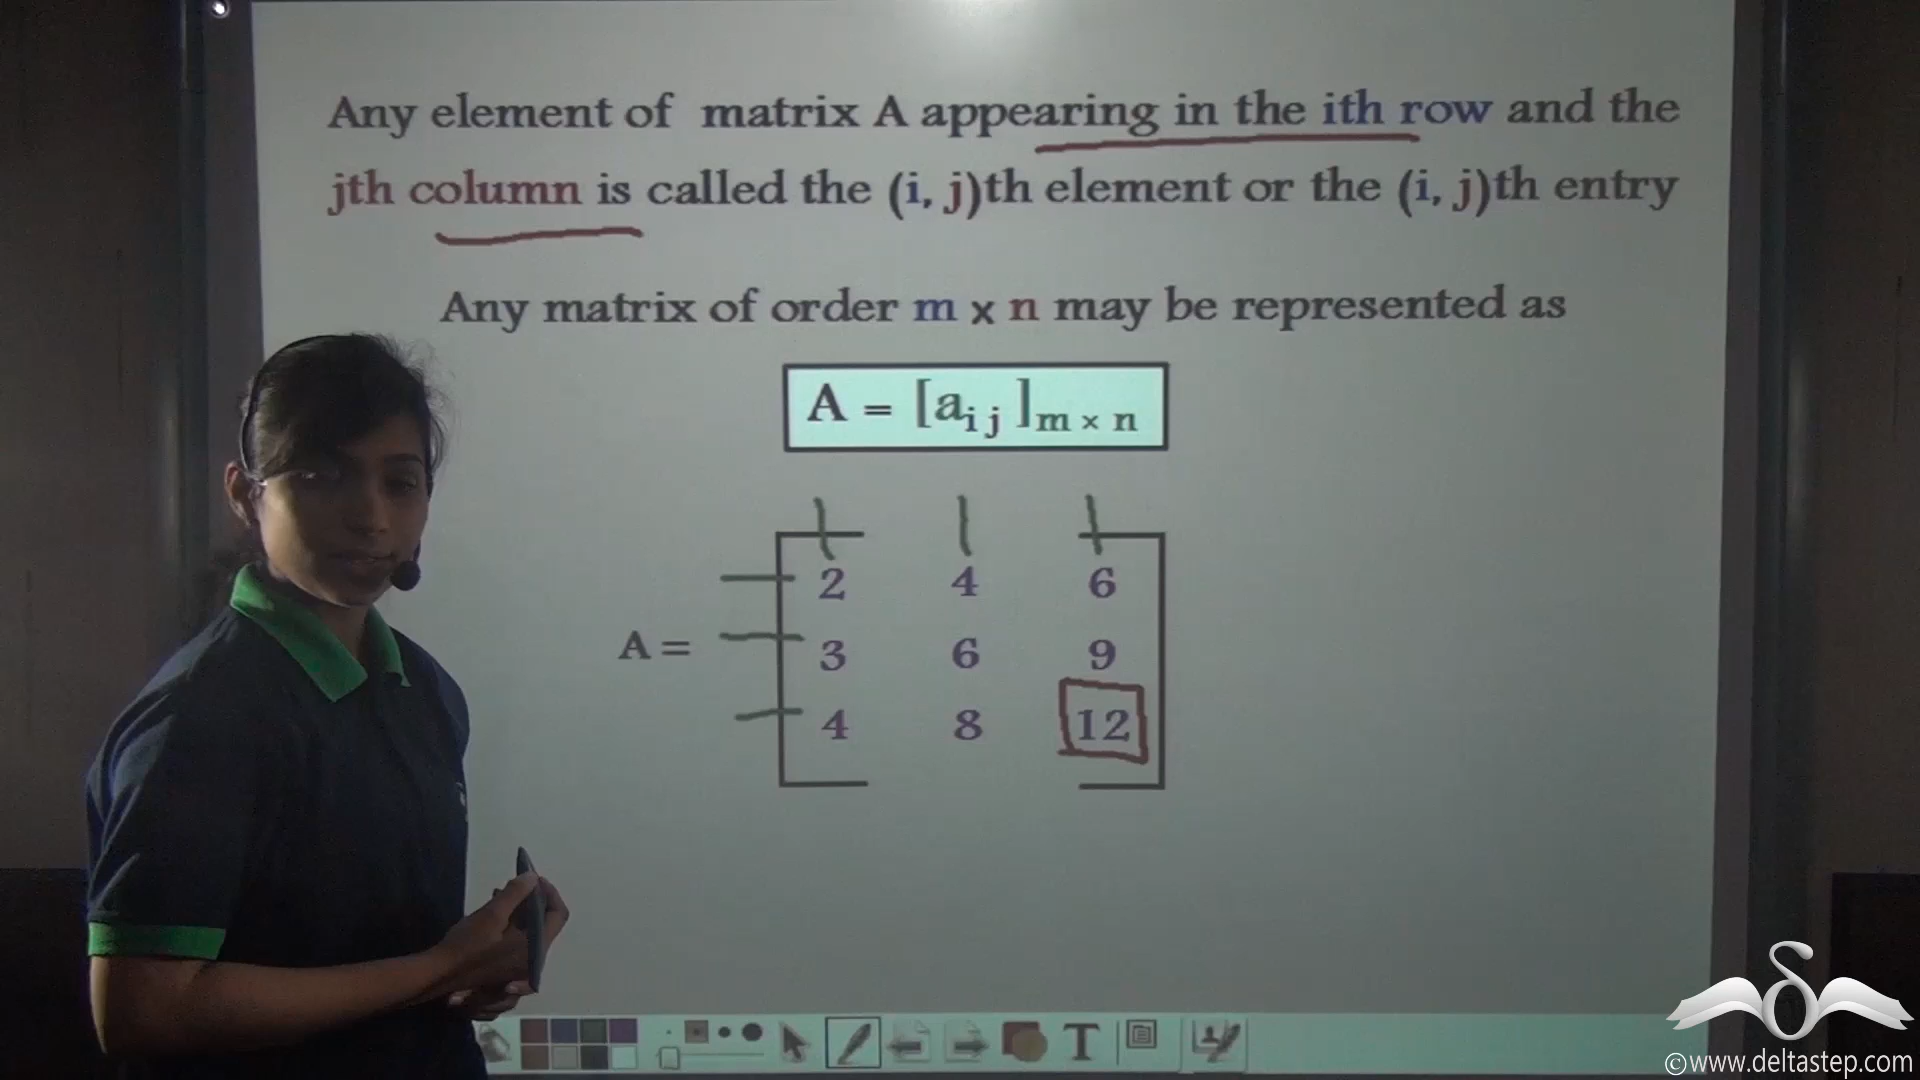 Any element of matrix A appearing in the ith row and the
jth column is called the (i, j)th element or the (i, j)th entry
Any matrix of order m x n may be represented as
A = [a i j ] m × n
2 4 6
A = 3 6 9
4 8 12
T
©www.deltastep.com